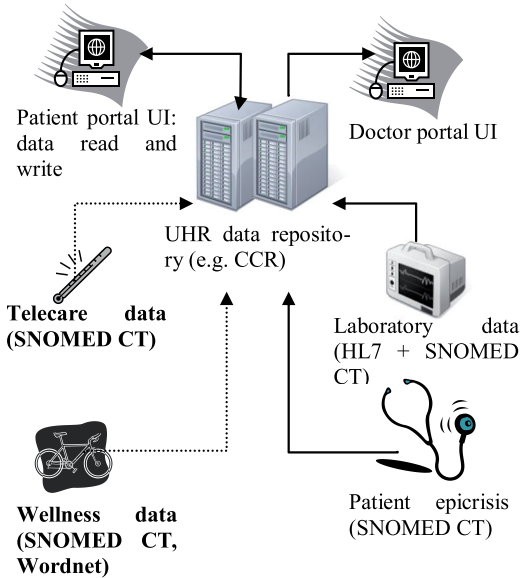 Patient portal UI:
data read and
write
Doctor portal UI
UHR data reposito-
ry (e.g. CCR)
Telecare data
(SNOMED CT)
Laboratory data
(HL7 + SNOMED
CT)
Wellness data
(SNOMED CT,
Wordnet)
Patient epicrisis
(SNOMED CT)